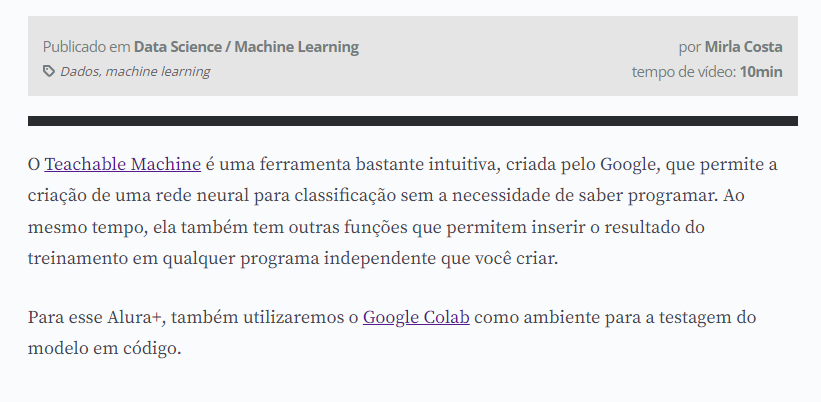 Publicado em Data Science / Machine Learning
por Mirla Costa
Dados, machine learning
tempo de vídeo: 10min
O Teachable Machine é uma ferramenta bastante intuitiva, criada pelo Google, que permite a
criação de uma rede neural para classificação sem a necessidade de saber programar. Ao
mesmo tempo, ela também tem outras funções que permitem inserir o resultado do
treinamento em qualquer programa independente que você criar.
Para esse Alura+, também utilizaremos o Google Colab como ambiente para a testagem do
modelo em código.